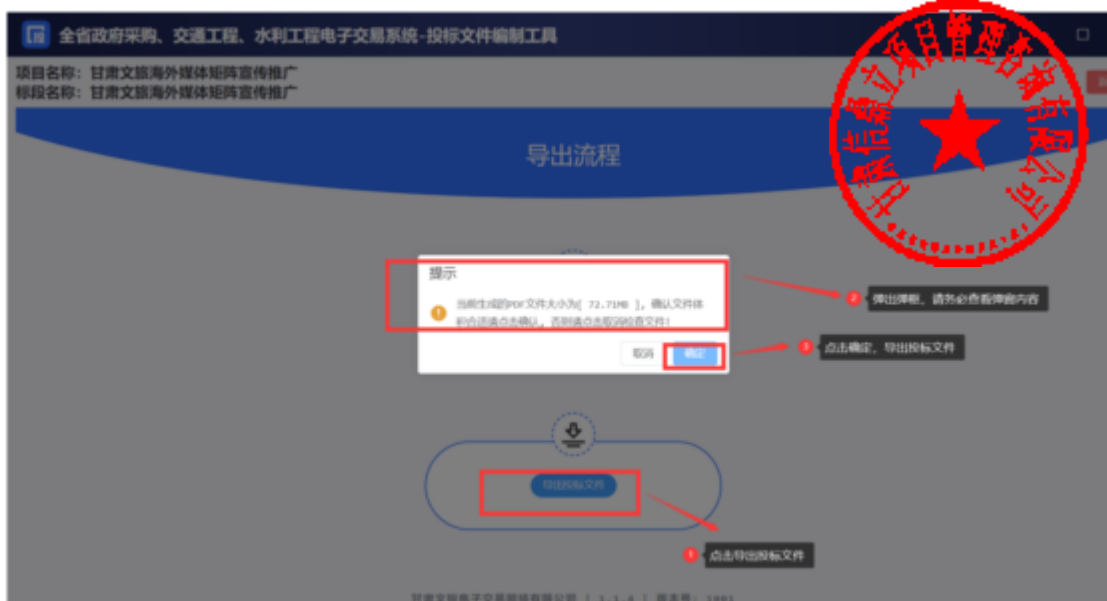 全省政府采购、交通工程、水利工程电子交易系统-投标文件编制工具
项目名称：甘肃文旅海外媒体矩阵宣传推广
标段名称：甘肃文旅海外媒体矩阵宣传推广
导出流程
提示
当前生成的PDF文件大小为[ 72.71MB ]，确认文件体
积合适请点击确认，否则请点击取消检查文件！
取消 确定
2 弹出弹框，请务必查看弹窗内容
3 点击确定，导出投标文件
导出投标文件
1 点击导出投标文件